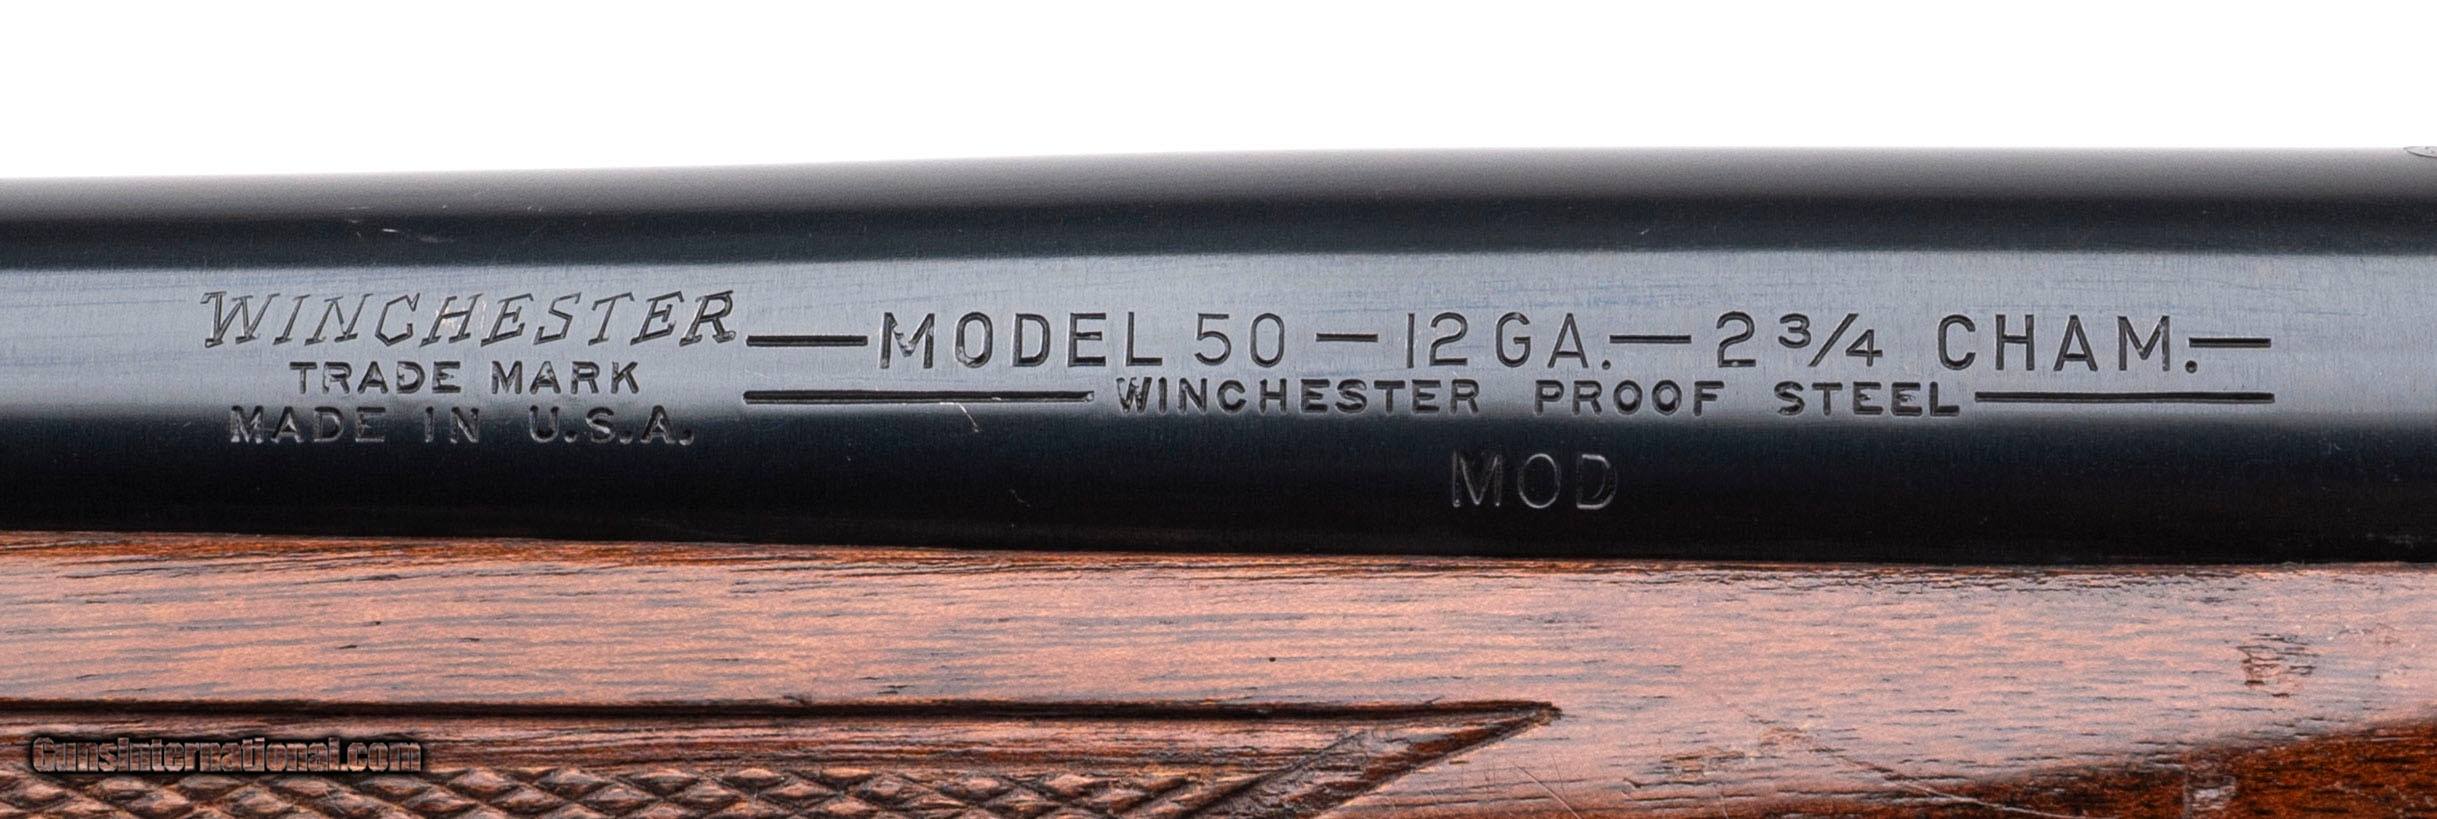 WINCHESTER
TRADE MARK
MADE IN U.S.A.
—MODEL 50—12 GA.—2 3/4 CHAM.—
WINCHESTER PROOF STEEL
MOD
GunsInternational.com